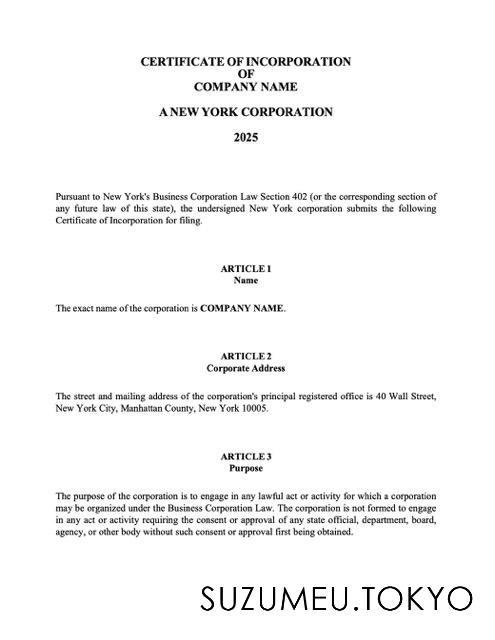 CERTIFICATE OF INCORPORATION
OF
COMPANY NAME
A NEW YORK CORPORATION
2025
Pursuant to New York's Business Corporation Law Section 402 (or the corresponding section of
any future law of this state), the undersigned New York corporation submits the following
Certificate of Incorporation for filing.
ARTICLE 1
Name
The exact name of the corporation is COMPANY NAME.
ARTICLE 2
Corporate Address
The street and mailing address of the corporation's principal registered office is 40 Wall Street,
New York City, Manhattan County, New York 10005.
ARTICLE 3
Purpose
The purpose of the corporation is to engage in any lawful act or activity for which a corporation
may be organized under the Business Corporation Law. The corporation is not formed to engage
in any act or activity requiring the consent or approval of any state official, department, board,
agency, or other body without such consent or approval first being obtained.
SUZUMEU.TOKYO